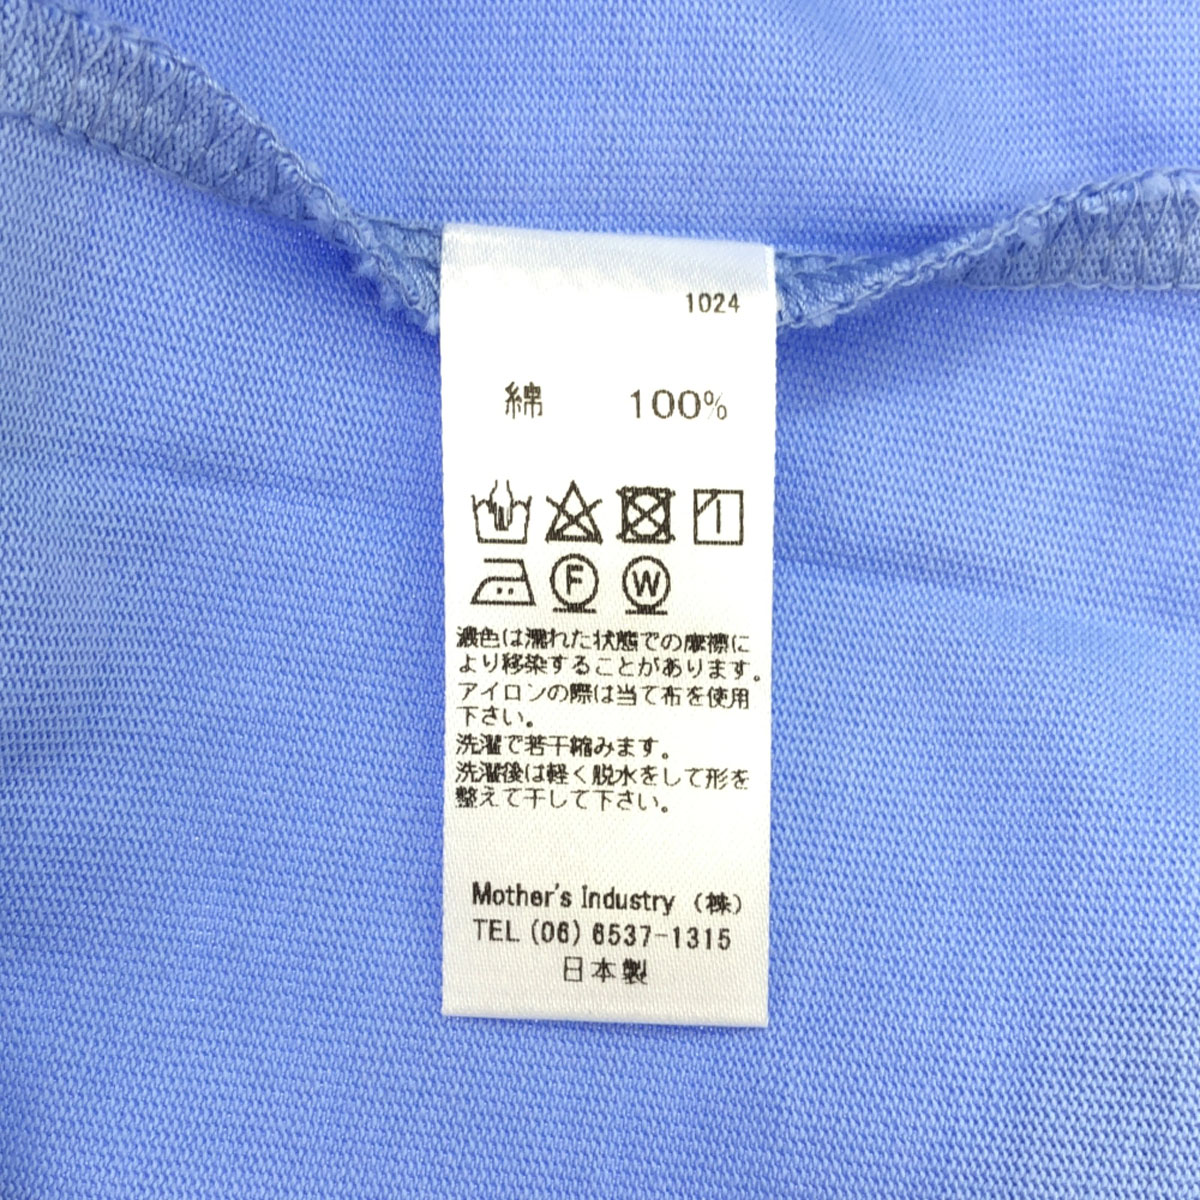 1024
綿 100%
F W
濃色は濡れた状態での摩擦に
より移染することがあります。
アイロンの際は当て布を使用
下さい。
洗濯で若干縮みます。
洗濯後は軽く脱水をして形を
整えて干して下さい。
Mother's Industry (株)
TEL (06) 6537-1315
日本製